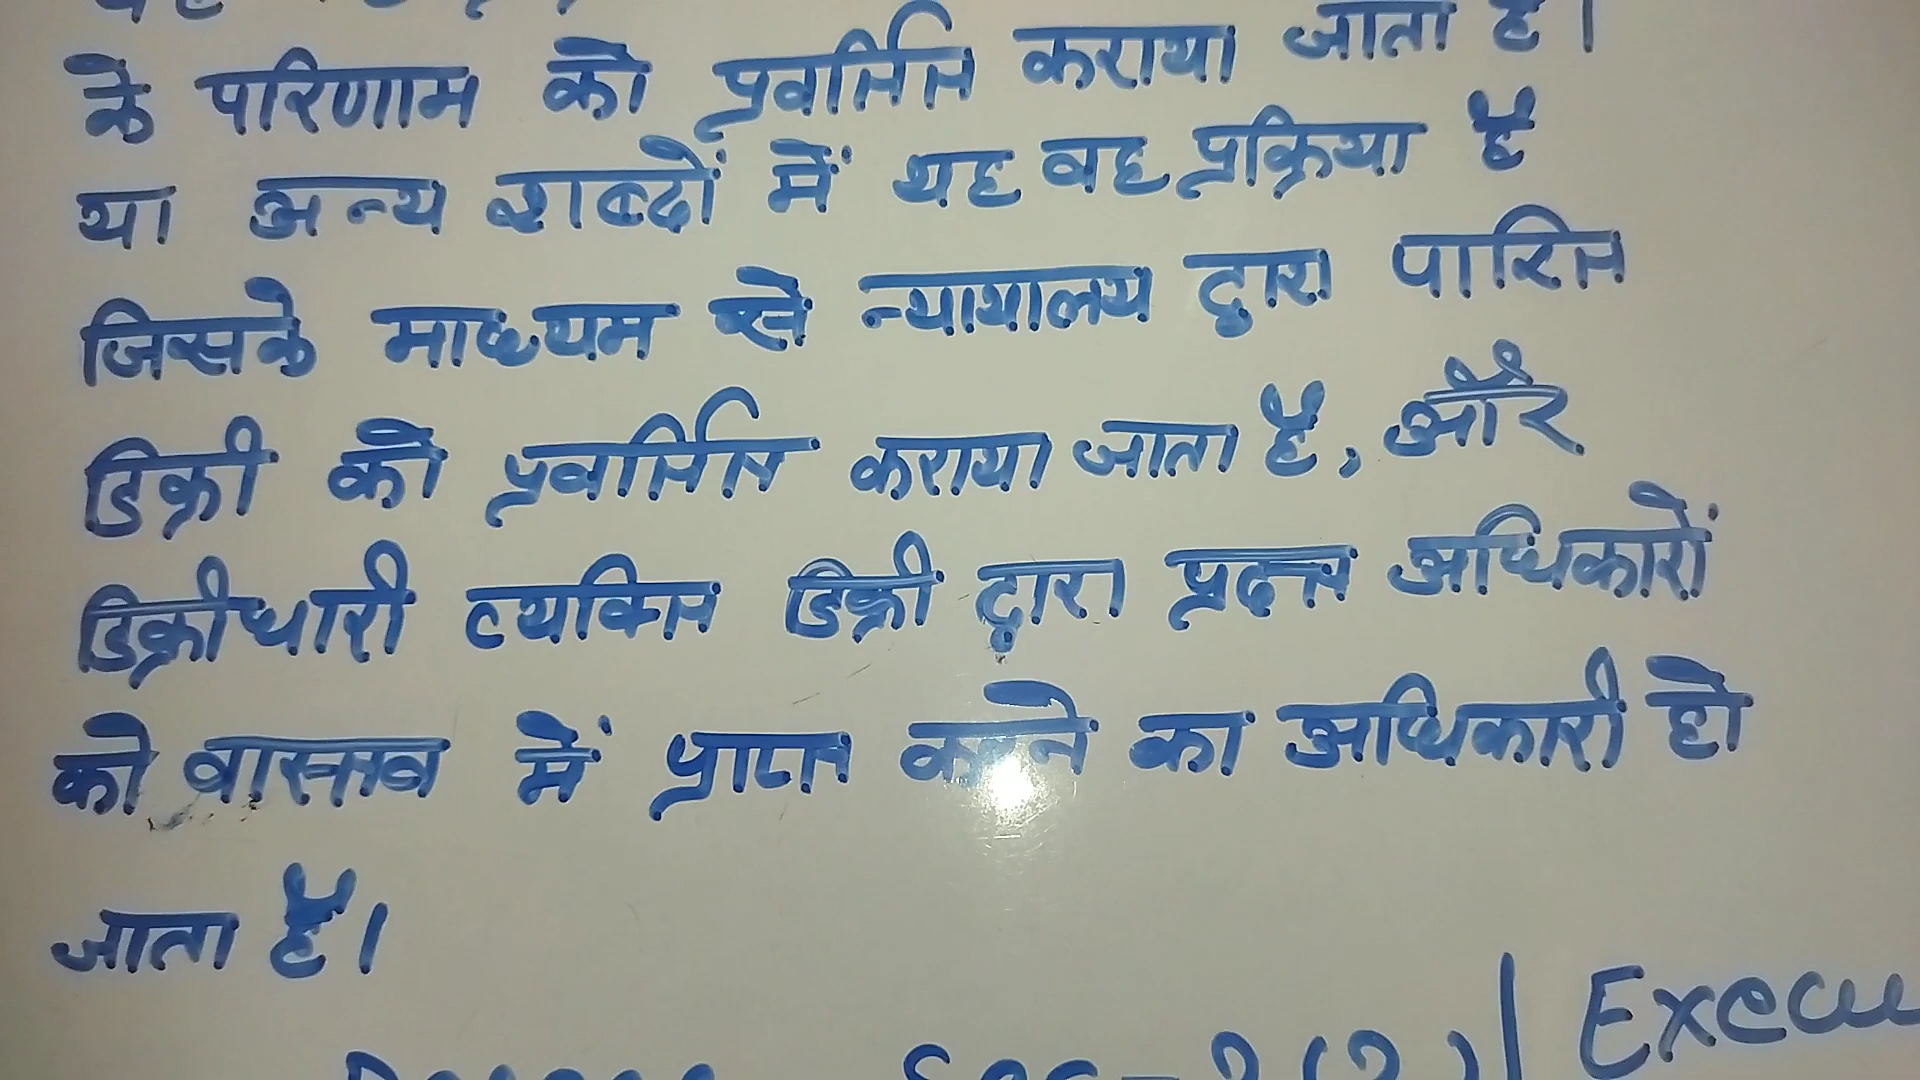 के परिणाम को प्रवर्तित कराया जाता है।
या अन्य शब्दों में यह वह प्रक्रिया है
जिसके माध्यम से न्यायालय द्वारा पारित
डिक्री को प्रवर्तित कराया जाता है, और
डिक्रीधारी व्यक्ति डिक्री द्वारा प्रदत्त अधिकारों
को वास्तव में प्राप्त करने का अधिकारी हो
जाता है।